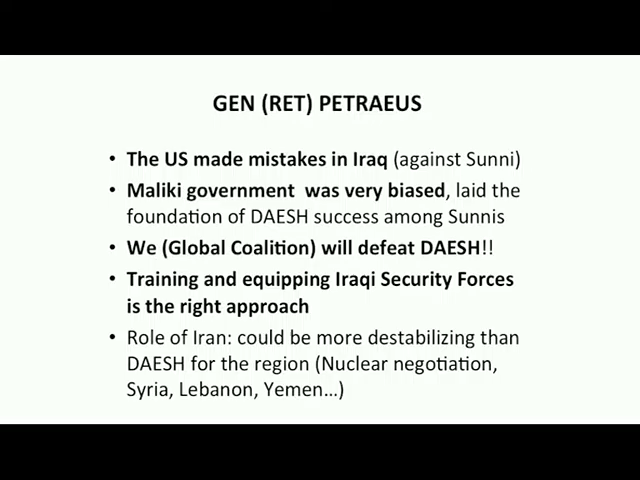 GEN (RET) PETRAEUS
• The US made mistakes in Iraq (against Sunni)
• Maliki government was very biased, laid the
foundation of DAESH success among Sunnis
• We (Global Coalition) will defeat DAESH!!
• Training and equipping Iraqi Security Forces
is the right approach
• Role of Iran: could be more destabilizing than
DAESH for the region (Nuclear negotiation,
Syria, Lebanon, Yemen...)